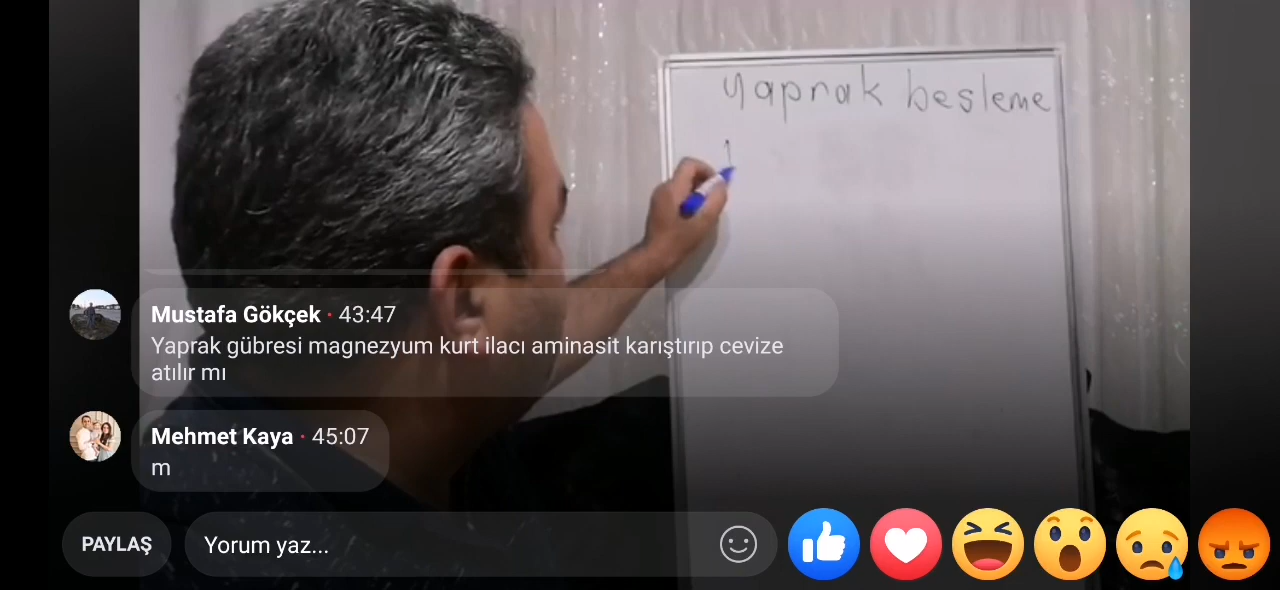 yaprak besleme
Mustafa Gökçek · 43:47
Yaprak gübresi magnezyum kurt ilacı aminasit karıştırıp cevize
atılır mı
Mehmet Kaya · 45:07
m
PAYLAŞ
Yorum yaz...